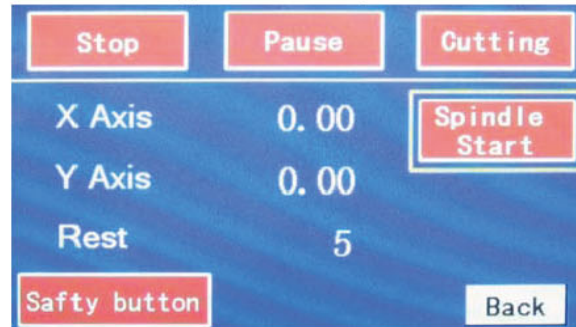 Stop Pause Cutting
X Axis 0.00 Spindle Start
Y Axis 0.00
Rest 5
Safty button Back